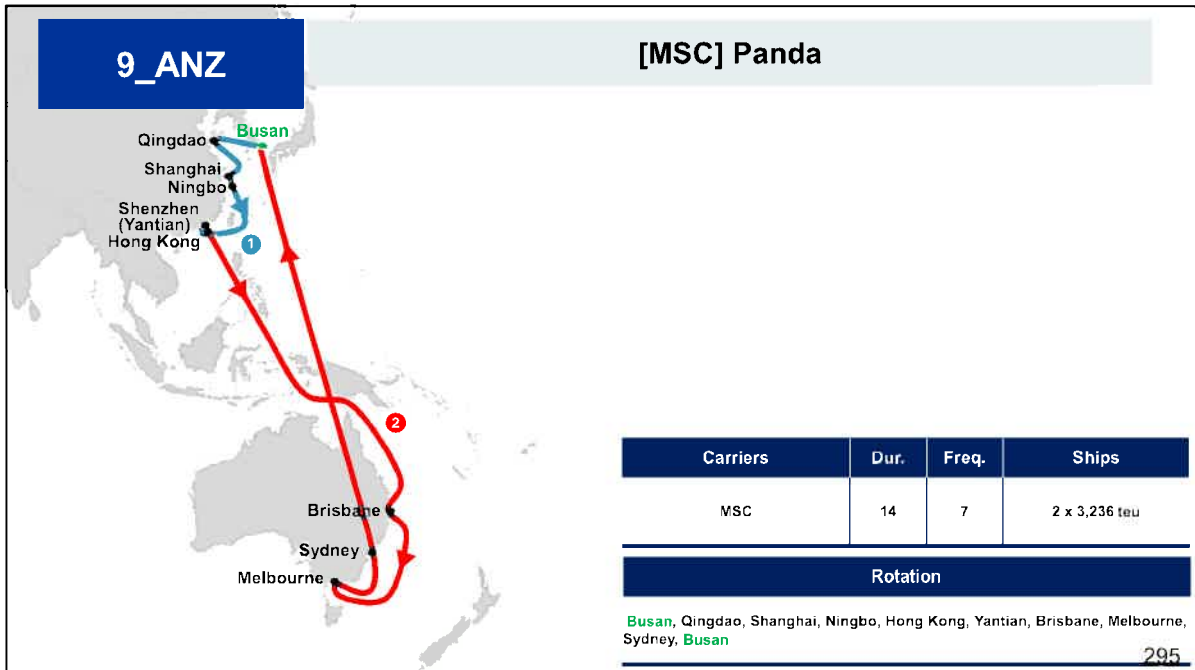 9_ANZ
[MSC] Panda
Qingdao
Busan
Shanghai
Ningbo
Shenzhen
(Yantian)
Hong Kong
1
2
Brisbane
Sydney
Melbourne
Carriers Dur. Freq. Ships
MSC 14 7 2 x 3,236 teu
Rotation
Busan, Qingdao, Shanghai, Ningbo, Hong Kong, Yantian, Brisbane, Melbourne,
Sydney, Busan
295